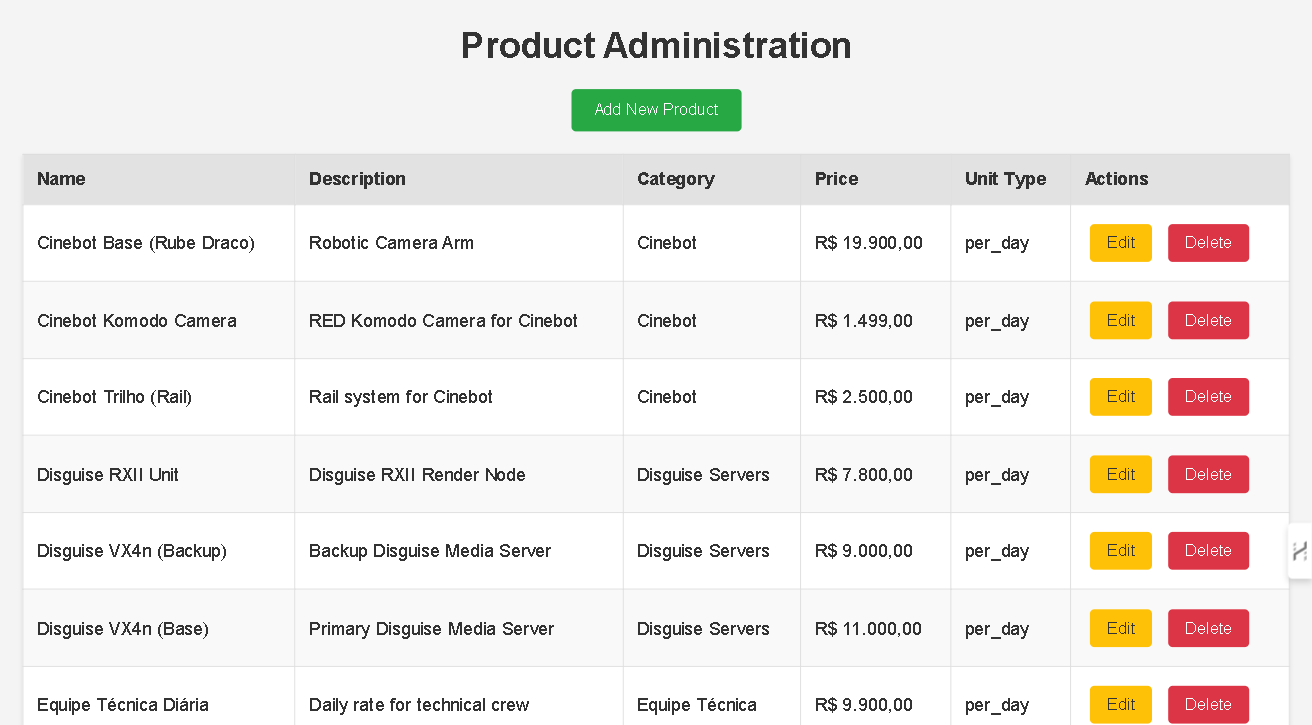 Product Administration
Add New Product
Name Description Category Price Unit Type Actions
Cinebot Base (Rube Draco) Robotic Camera Arm Cinebot R$ 19.900,00 per_day Edit Delete
Cinebot Komodo Camera RED Komodo Camera for Cinebot Cinebot R$ 1.499,00 per_day Edit Delete
Cinebot Trilho (Rail) Rail system for Cinebot Cinebot R$ 2.500,00 per_day Edit Delete
Disguise RXII Unit Disguise RXII Render Node Disguise Servers R$ 7.800,00 per_day Edit Delete
Disguise VX4n (Backup) Backup Disguise Media Server Disguise Servers R$ 9.000,00 per_day Edit Delete
Disguise VX4n (Base) Primary Disguise Media Server Disguise Servers R$ 11.000,00 per_day Edit Delete
Equipe Técnica Diária Daily rate for technical crew Equipe Técnica R$ 9.900,00 per_day Edit Delete